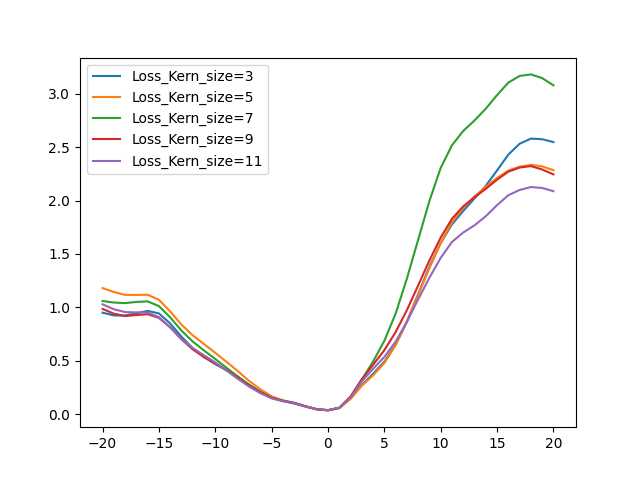 Loss_Kern_size=3
Loss_Kern_size=5
Loss_Kern_size=7
Loss_Kern_size=9
Loss_Kern_size=11
3.0
2.5
2.0
1.5
1.0
0.5
0.0
−20 −15 −10 −5 0 5 10 15 20